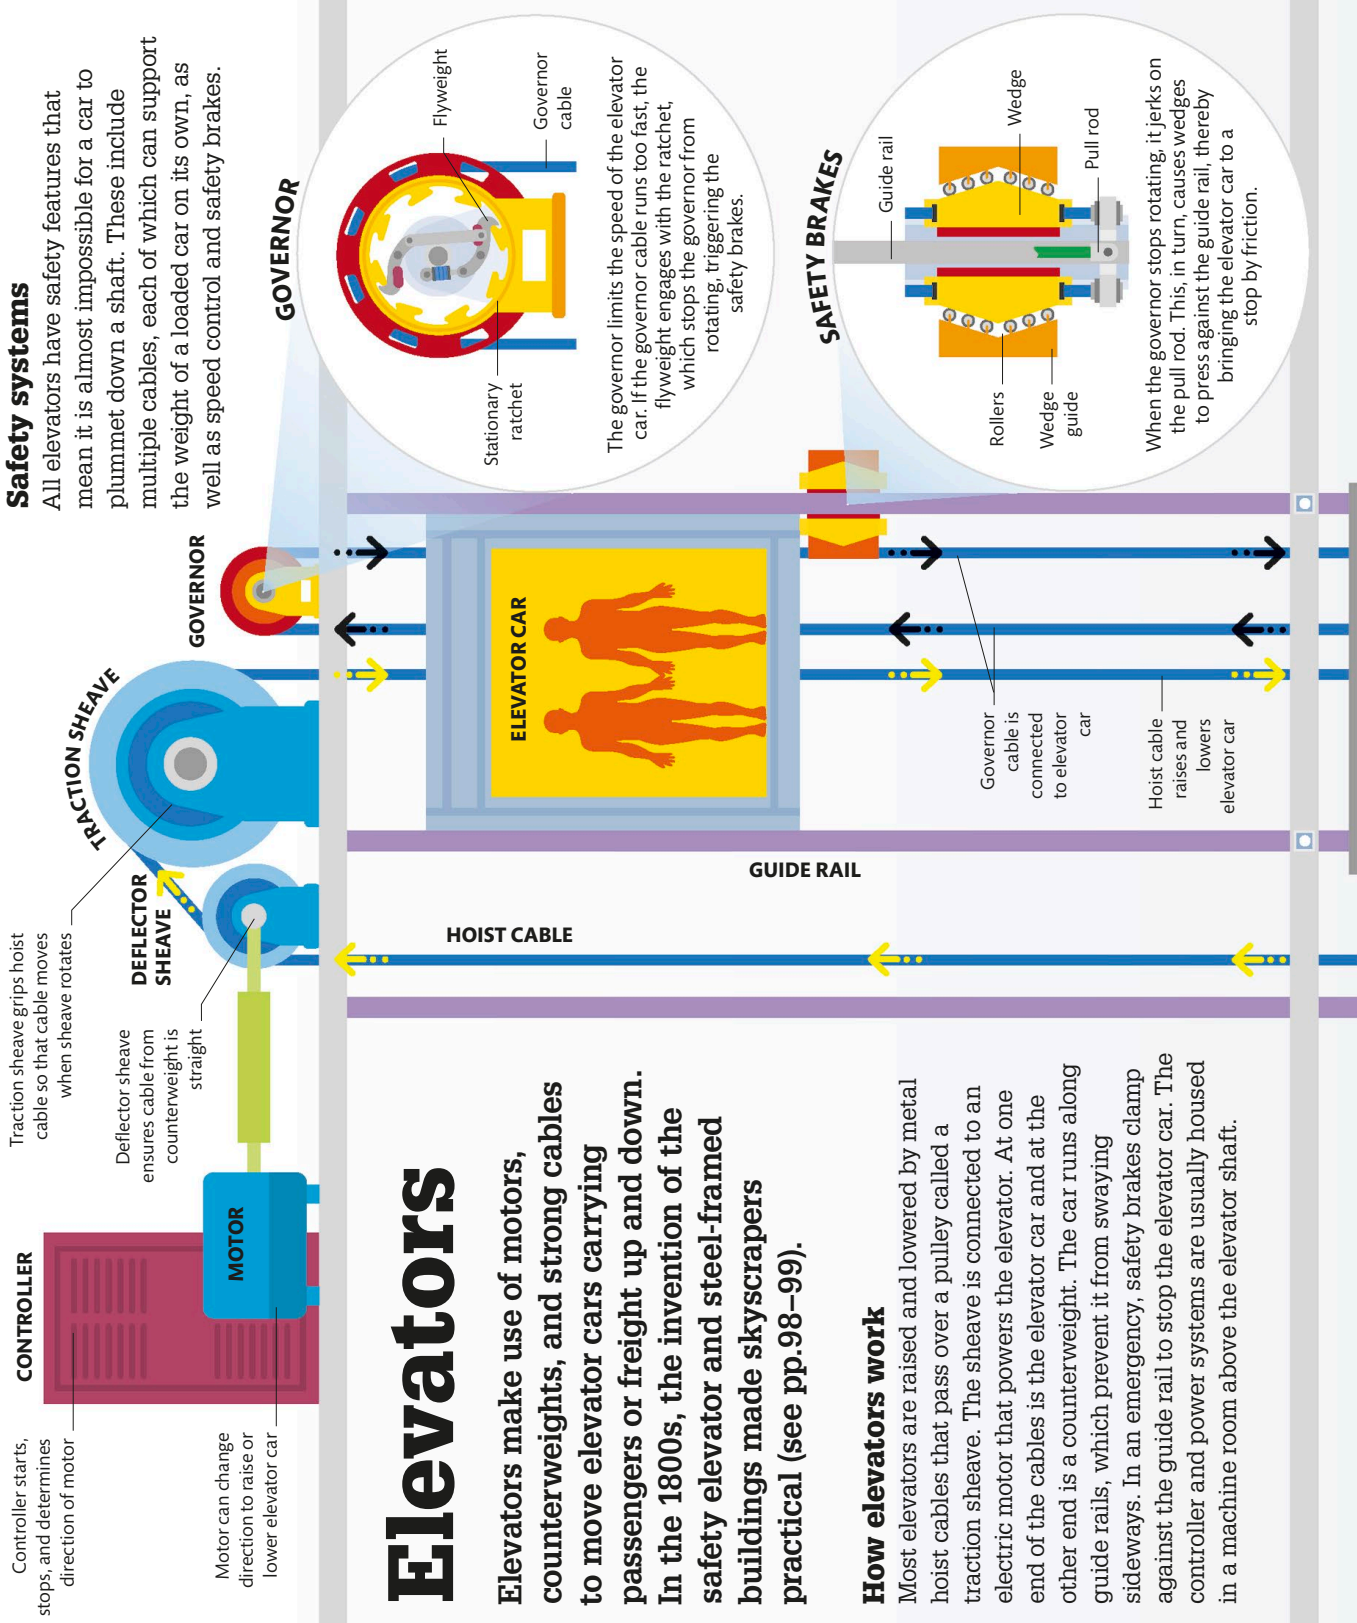 Elevators
Elevators make use of motors,
counterweights, and strong cables
to move elevator cars carrying
passengers or freight up and down.
In the 1800s, the invention of the
safety elevator and steel-framed
buildings made skyscrapers
practical (see pp.98–99).
How elevators work
Most elevators are raised and lowered by metal
hoist cables that pass over a pulley called a
traction sheave. The sheave is connected to an
electric motor that powers the elevator. At one
end of the cables is the elevator car and at the
other end is a counterweight. The car runs along
guide rails, which prevent it from swaying
sideways. In an emergency, safety brakes clamp
against the guide rail to stop the elevator car. The
controller and power systems are usually housed
in a machine room above the elevator shaft.
Controller starts,
stops, and determines
direction of motor
CONTROLLER
Motor can change
direction to raise or
lower elevator car
MOTOR
Traction sheave grips hoist
cable so that cable moves
when sheave rotates
Deflector sheave
ensures cable from
counterweight is
straight
DEFLECTOR
SHEAVE
TRACTION SHEAVE
GOVERNOR
HOIST CABLE
GUIDE RAIL
ELEVATOR CAR
Governor
cable is
connected
to elevator
car
Hoist cable
raises and
lowers
elevator car
Safety systems
All elevators have safety features that
mean it is almost impossible for a car to
plummet down a shaft. These include
multiple cables, each of which can support
the weight of a loaded car on its own, as
well as speed control and safety brakes.
GOVERNOR
Flyweight
Governor
cable
Stationary
ratchet
The governor limits the speed of the elevator
car. If the governor cable runs too fast, the
flyweight engages with the ratchet,
which stops the governor from
rotating, triggering the
safety brakes.
SAFETY BRAKES
Guide rail
Wedge
Rollers
Pull rod
Wedge
guide
When the governor stops rotating, it jerks on
the pull rod. This, in turn, causes wedges
to press against the guide rail, thereby
bringing the elevator car to a
stop by friction.